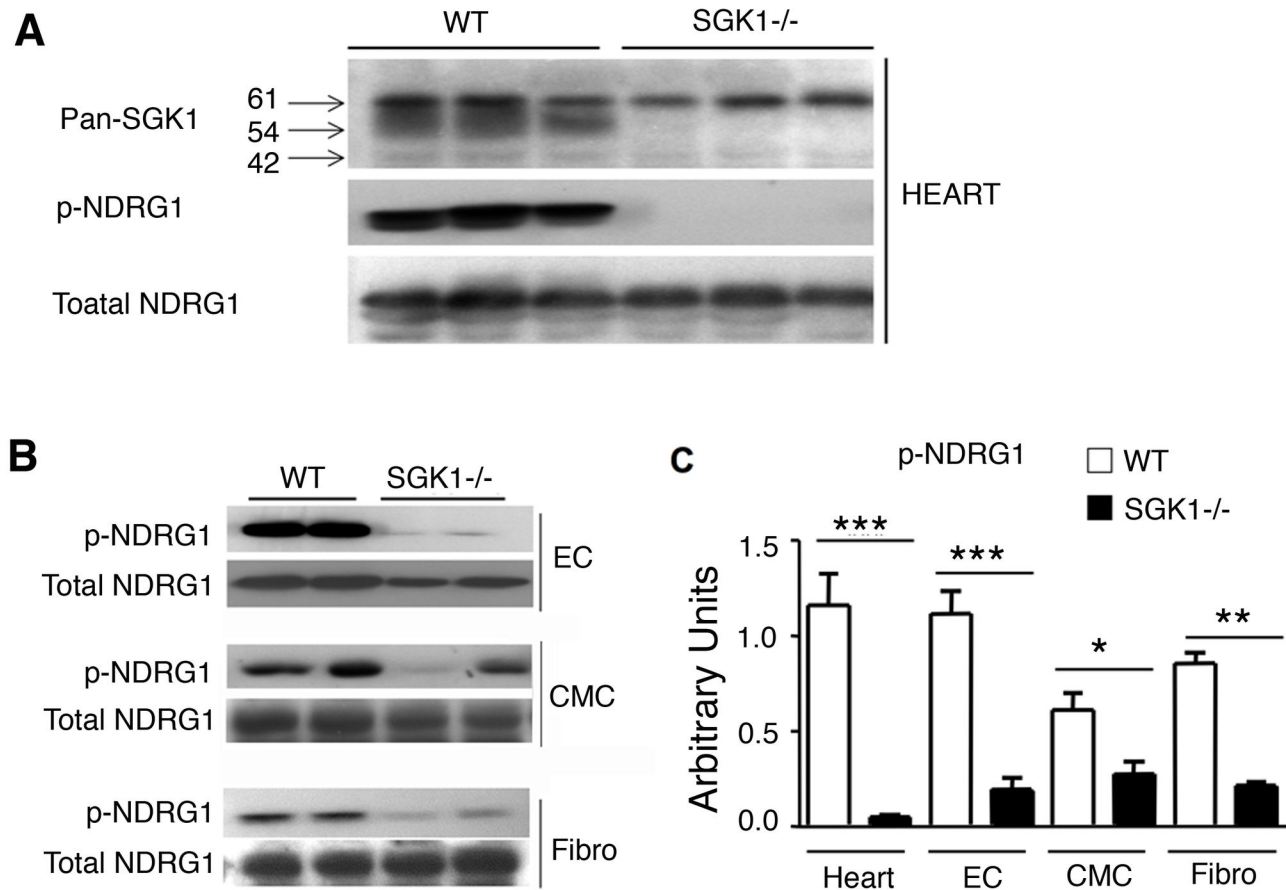 A
WT SGK1-/-
Pan-SGK1
61
54
42
p-NDRG1
HEART
Toatal NDRG1
B
WT SGK1-/-
p-NDRG1
Total NDRG1
EC
p-NDRG1
Total NDRG1
CMC
p-NDRG1
Total NDRG1
Fibro
C
p-NDRG1
WT
SGK1-/-
Arbitrary Units
1.5
1.0
0.5
0.0
*** *** * **
Heart EC CMC Fibro